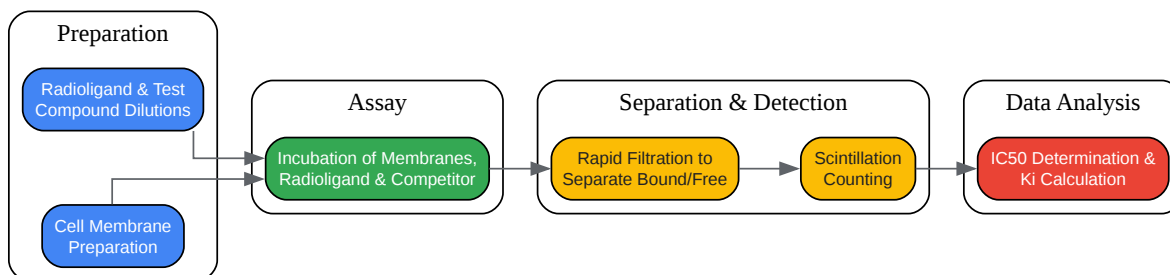 Preparation
Radioligand & Test
Compound Dilutions
Cell Membrane
Preparation
Assay
Incubation of Membranes,
Radioligand & Competitor
Separation & Detection
Rapid Filtration to
Separate Bound/Free
Scintillation
Counting
Data Analysis
IC50 Determination &
Ki Calculation